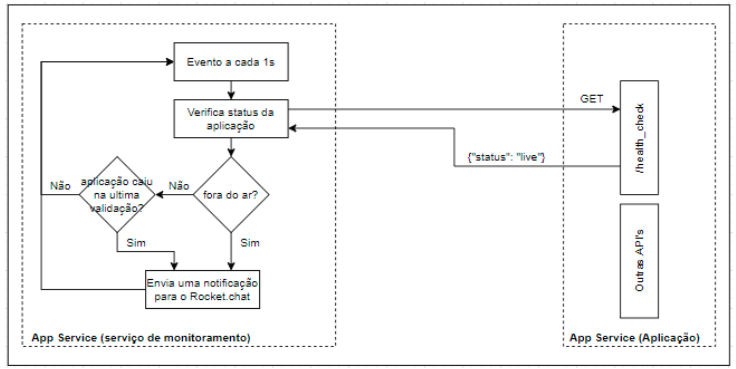 Evento a cada 1s
Verifica status da
aplicação
GET
/health_check
{"status": "live"}
Não
aplicação caiu
na ultima
validação?
Não
fora do ar?
Sim
Sim
Envia uma notificação
para o Rocket.chat
Outras API's
App Service (serviço de monitoramento)
App Service (Aplicação)